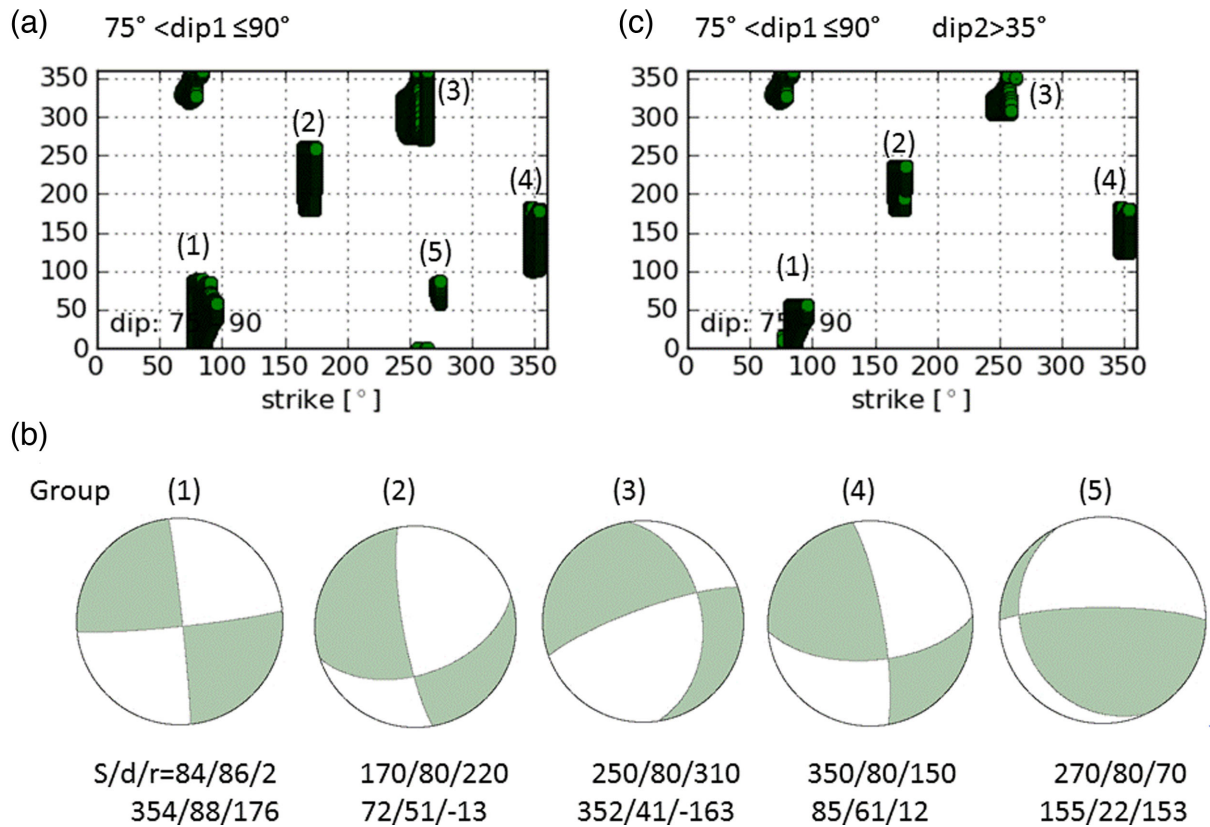 (a) 75° <dip1 ≤90°
350
300
250
200
150
100
50
0
(1)
(2)
(3)
(4)
(5)
dip: 75 90
0 50 100 150 200 250 300 350
strike [°]
(c) 75° <dip1 ≤90° dip2>35°
350
300
250
200
150
100
50
0
(1)
(2)
(3)
(4)
dip: 75 90
0 50 100 150 200 250 300 350
strike [°]
(b)
Group (1) (2) (3) (4) (5)
S/d/r=84/86/2 170/80/220 250/80/310 350/80/150 270/80/70
354/88/176 72/51/-13 352/41/-163 85/61/12 155/22/153